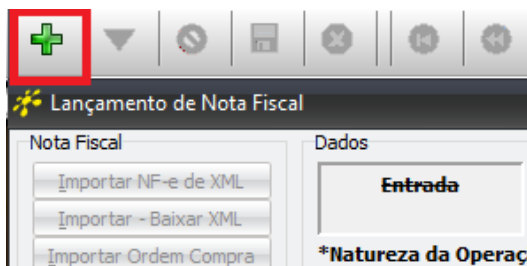 Lançamento de Nota Fiscal
Nota Fiscal
Importar NF-e de XML
Importar - Baixar XML
Importar Ordem Compra
Dados
Entrada
*Natureza da Operaç